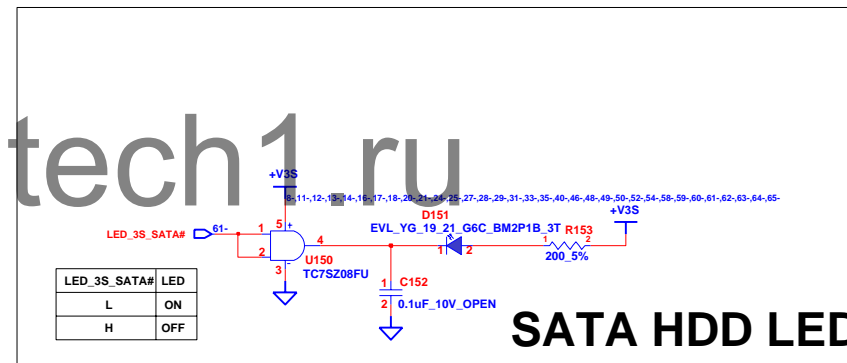 tech1.ru
+V3S
8-,11-,12-,13-,14-,16-,17-,18-,20-,21-,24-,25-,27-,28-,29-,31-,33-,35-,40-,46-,48-,49-,50-,52-,54-,58-,59-,60-,61-,62-,63-,64-,65-
+V3S
D151
EVL_YG_19_21_G6C_BM2P1B_3T
R153
1 2
200_5%
1 2
LED_3S_SATA# 61-
1
2
5 +
4
3 -
U150
TC7SZ08FU
1
2
C152
0.1uF_10V_OPEN
LED_3S_SATA# LED
L ON
H OFF
SATA HDD LED